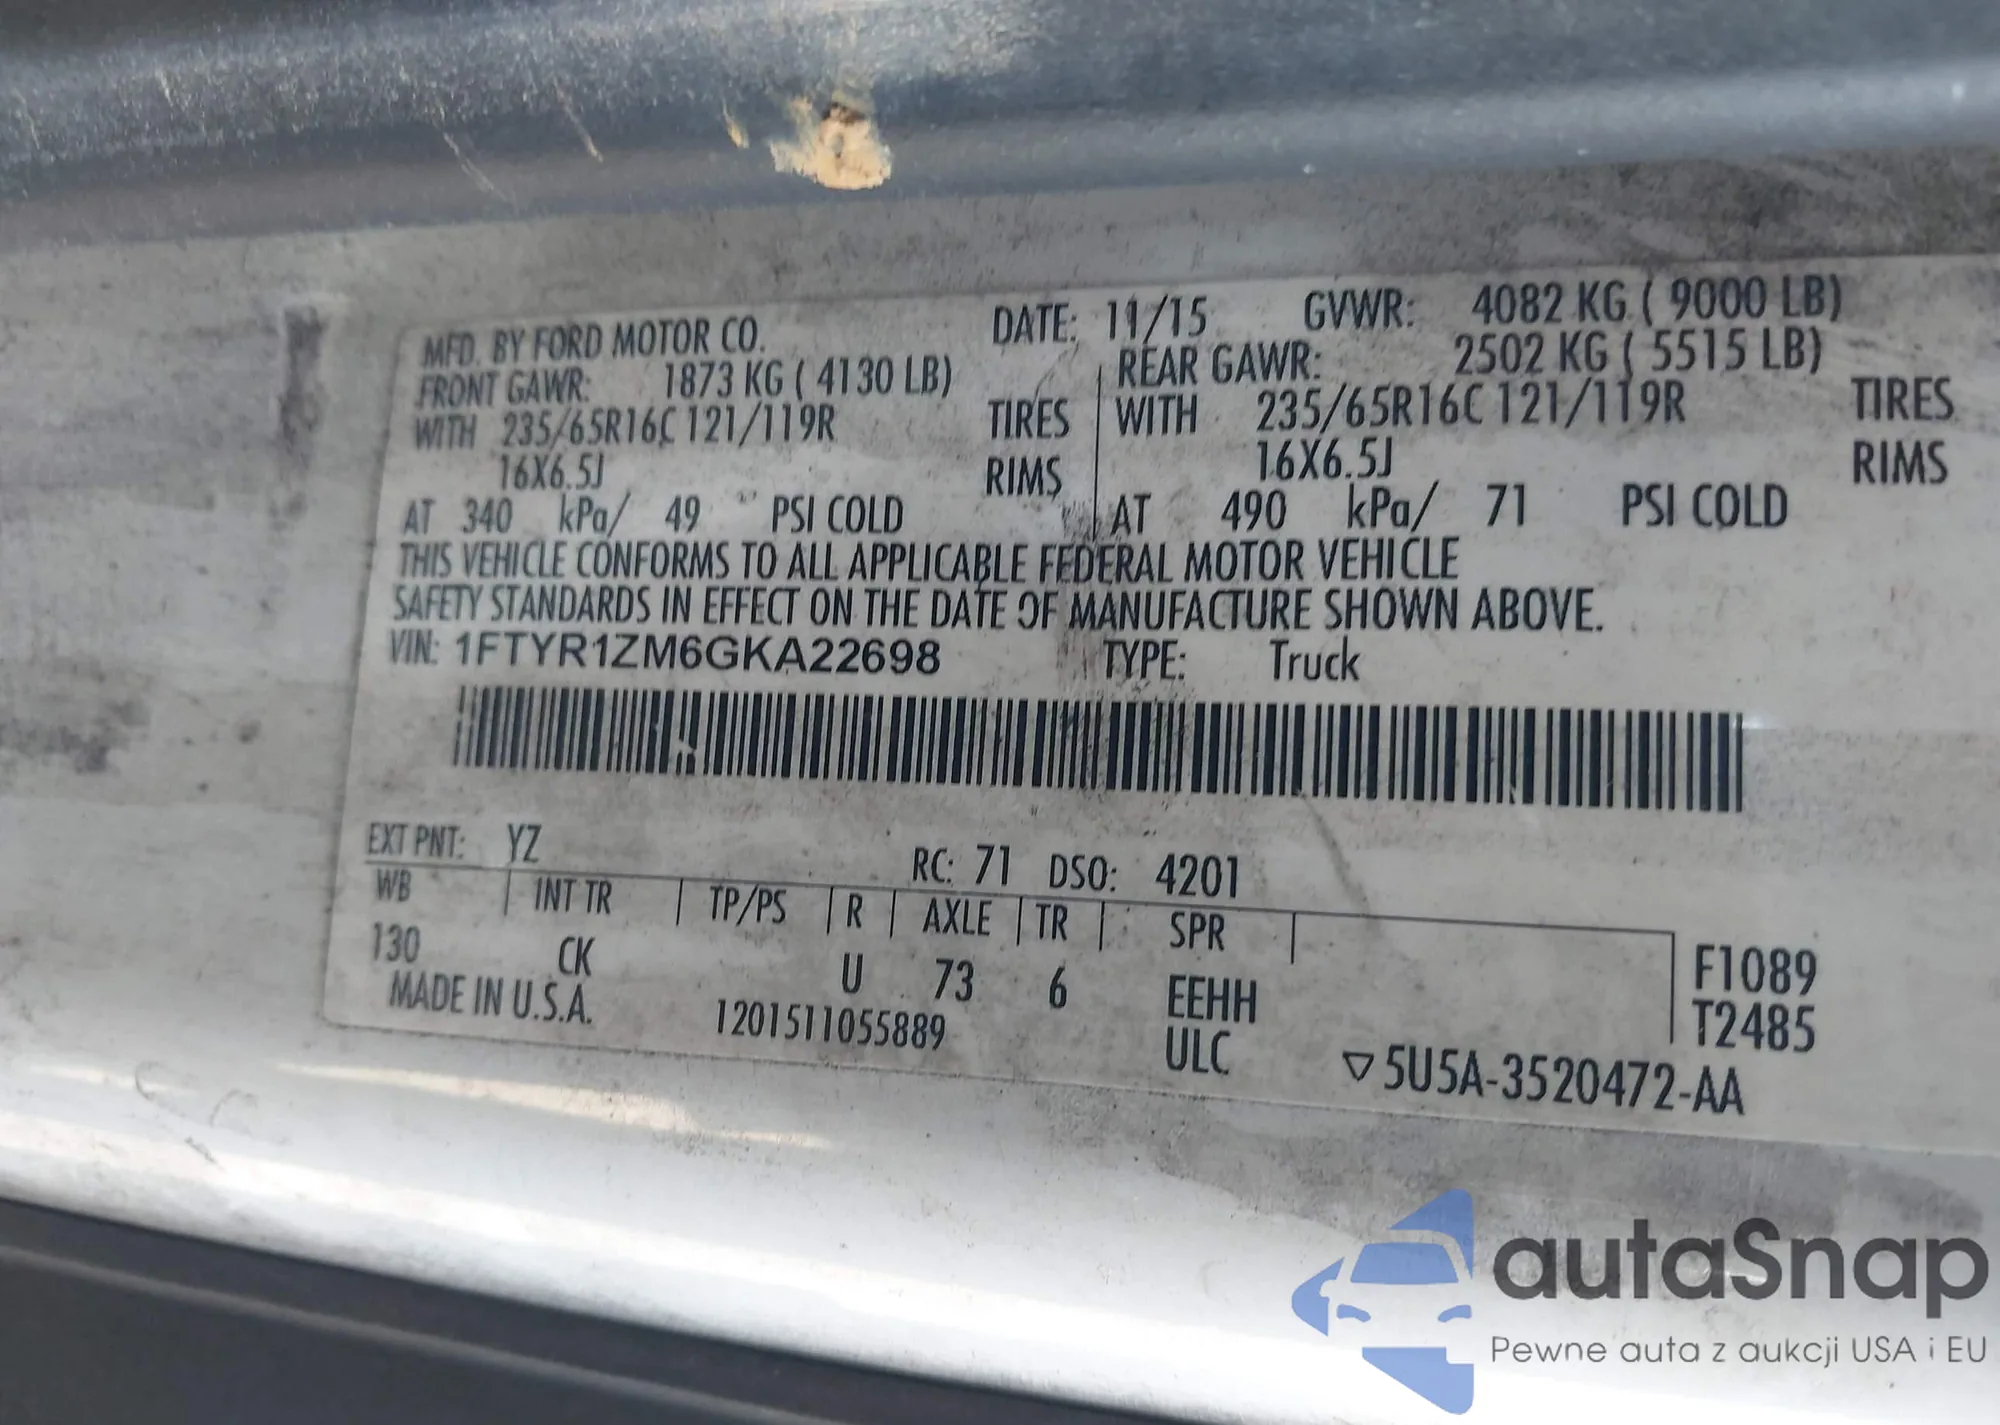 MFD. BY FORD MOTOR CO. DATE: 11/15 GVWR: 4082 KG ( 9000 LB)
FRONT GAWR: 1873 KG ( 4130 LB) REAR GAWR: 2502 KG ( 5515 LB)
WITH 235/65R16C 121/119R TIRES WITH 235/65R16C 121/119R TIRES
16X6.5J RIMS 16X6.5J RIMS
AT 340 kPa/ 49 PSI COLD AT 490 kPa/ 71 PSI COLD
THIS VEHICLE CONFORMS TO ALL APPLICABLE FEDERAL MOTOR VEHICLE
SAFETY STANDARDS IN EFFECT ON THE DATE OF MANUFACTURE SHOWN ABOVE.
VIN: 1FTYR1ZM6GKA22698 TYPE: Truck
EXT PNT: YZ RC: 71 DSO: 4201
WB INT TR TP/PS R AXLE TR SPR
130 CK U 73 6 EEHH F1089
MADE IN U.S.A. 1201511055889 ULC T2485
▽5U5A-3520472-AA
autaSnap
Pewne auta z aukcji USA i EU